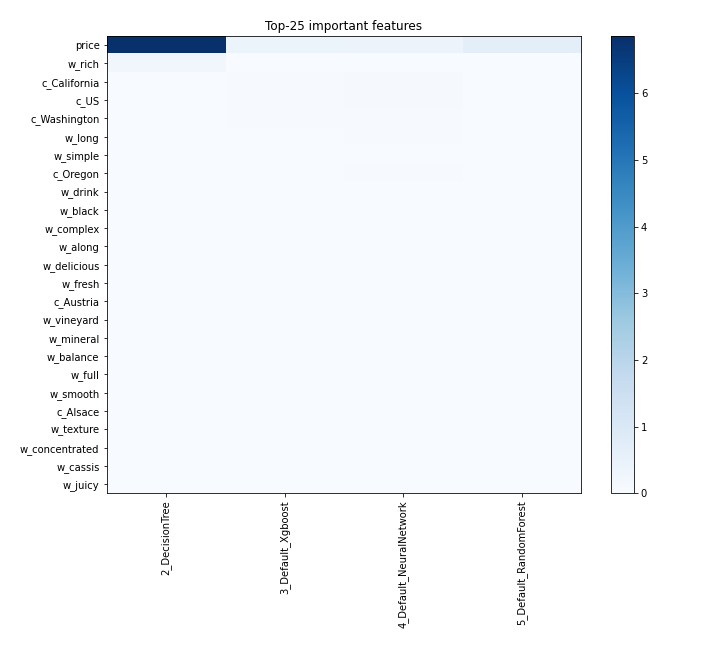 Top-25 important features
price
w_rich
c_California
c_US
c_Washington
w_long
w_simple
c_Oregon
w_drink
w_black
w_complex
w_along
w_delicious
w_fresh
c_Austria
w_vineyard
w_mineral
w_balance
w_full
w_smooth
c_Alsace
w_texture
w_concentrated
w_cassis
w_juicy
2_DecisionTree
3_Default_Xgboost
4_Default_NeuralNetwork
5_Default_RandomForest
6
5
4
3
2
1
0